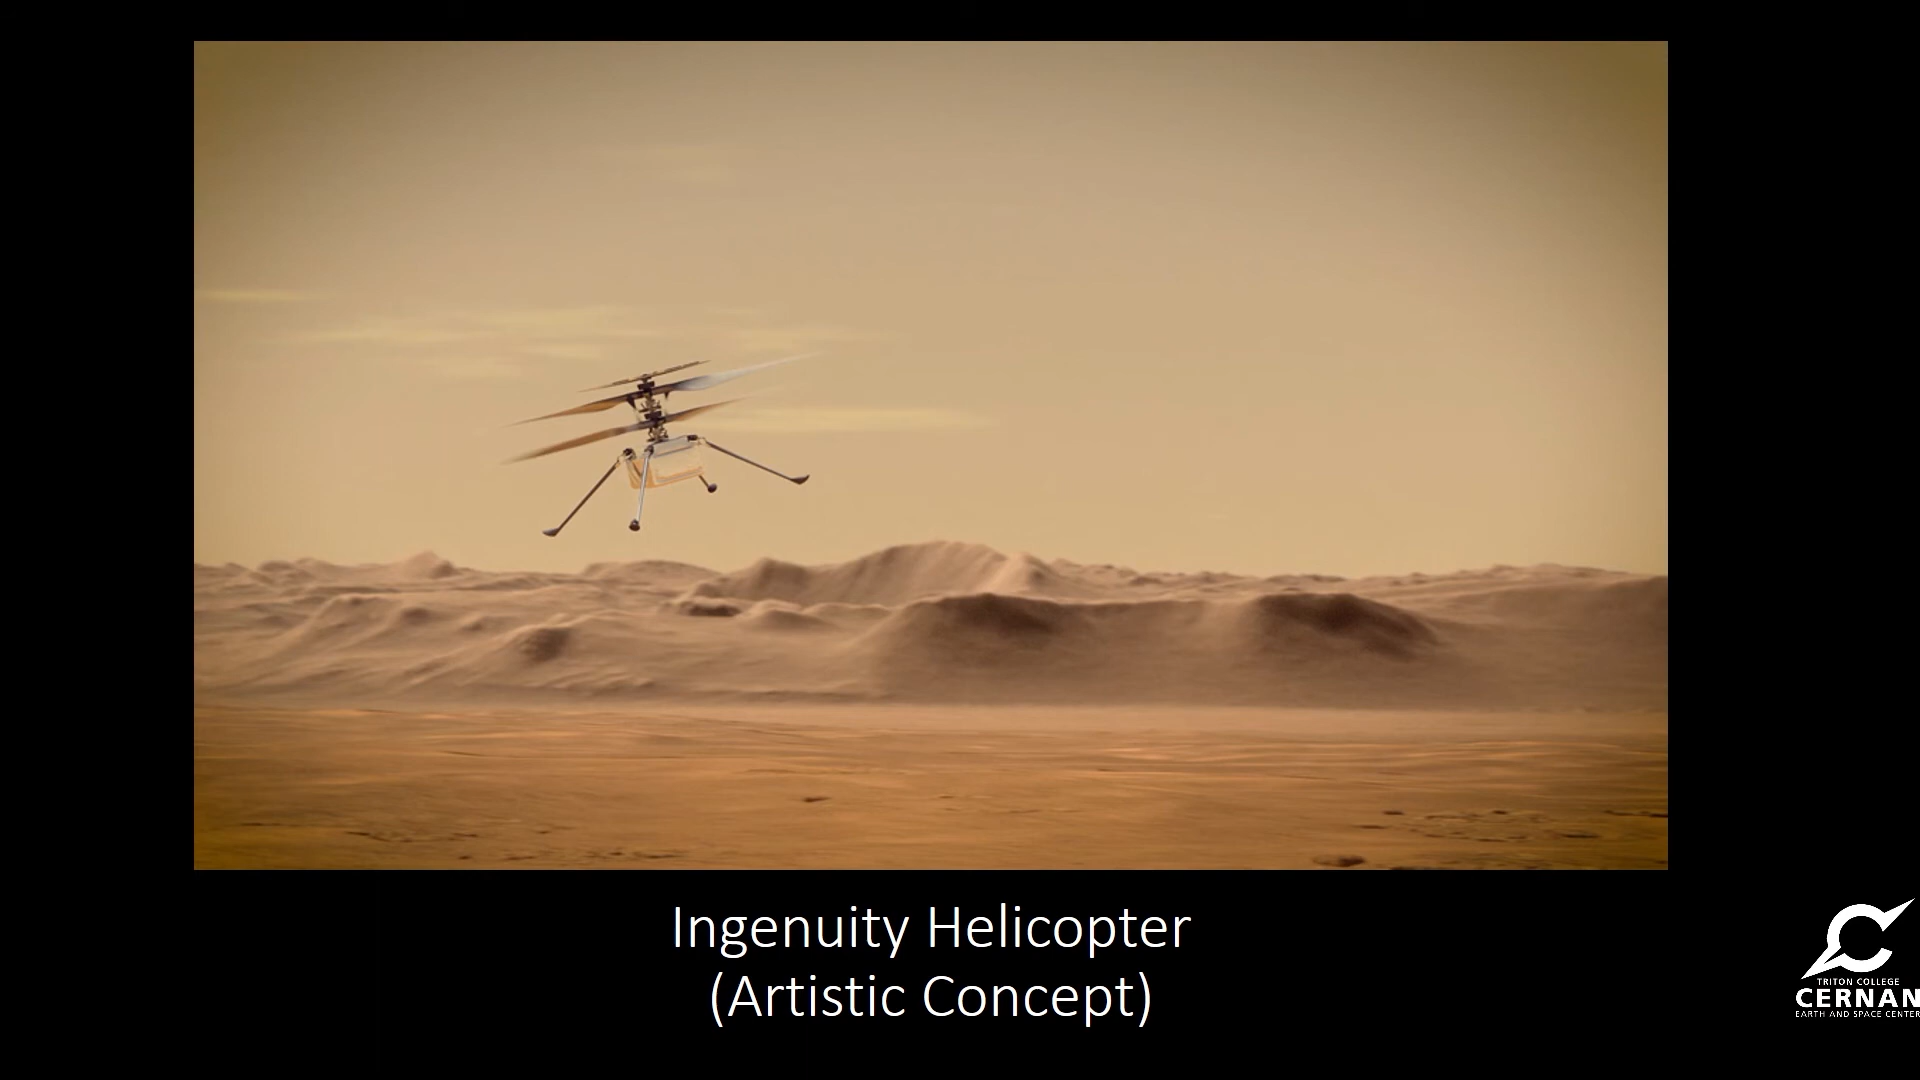 Ingenuity Helicopter
(Artistic Concept)
TRITON COLLEGE
CERNAN
EARTH AND SPACE CENTER